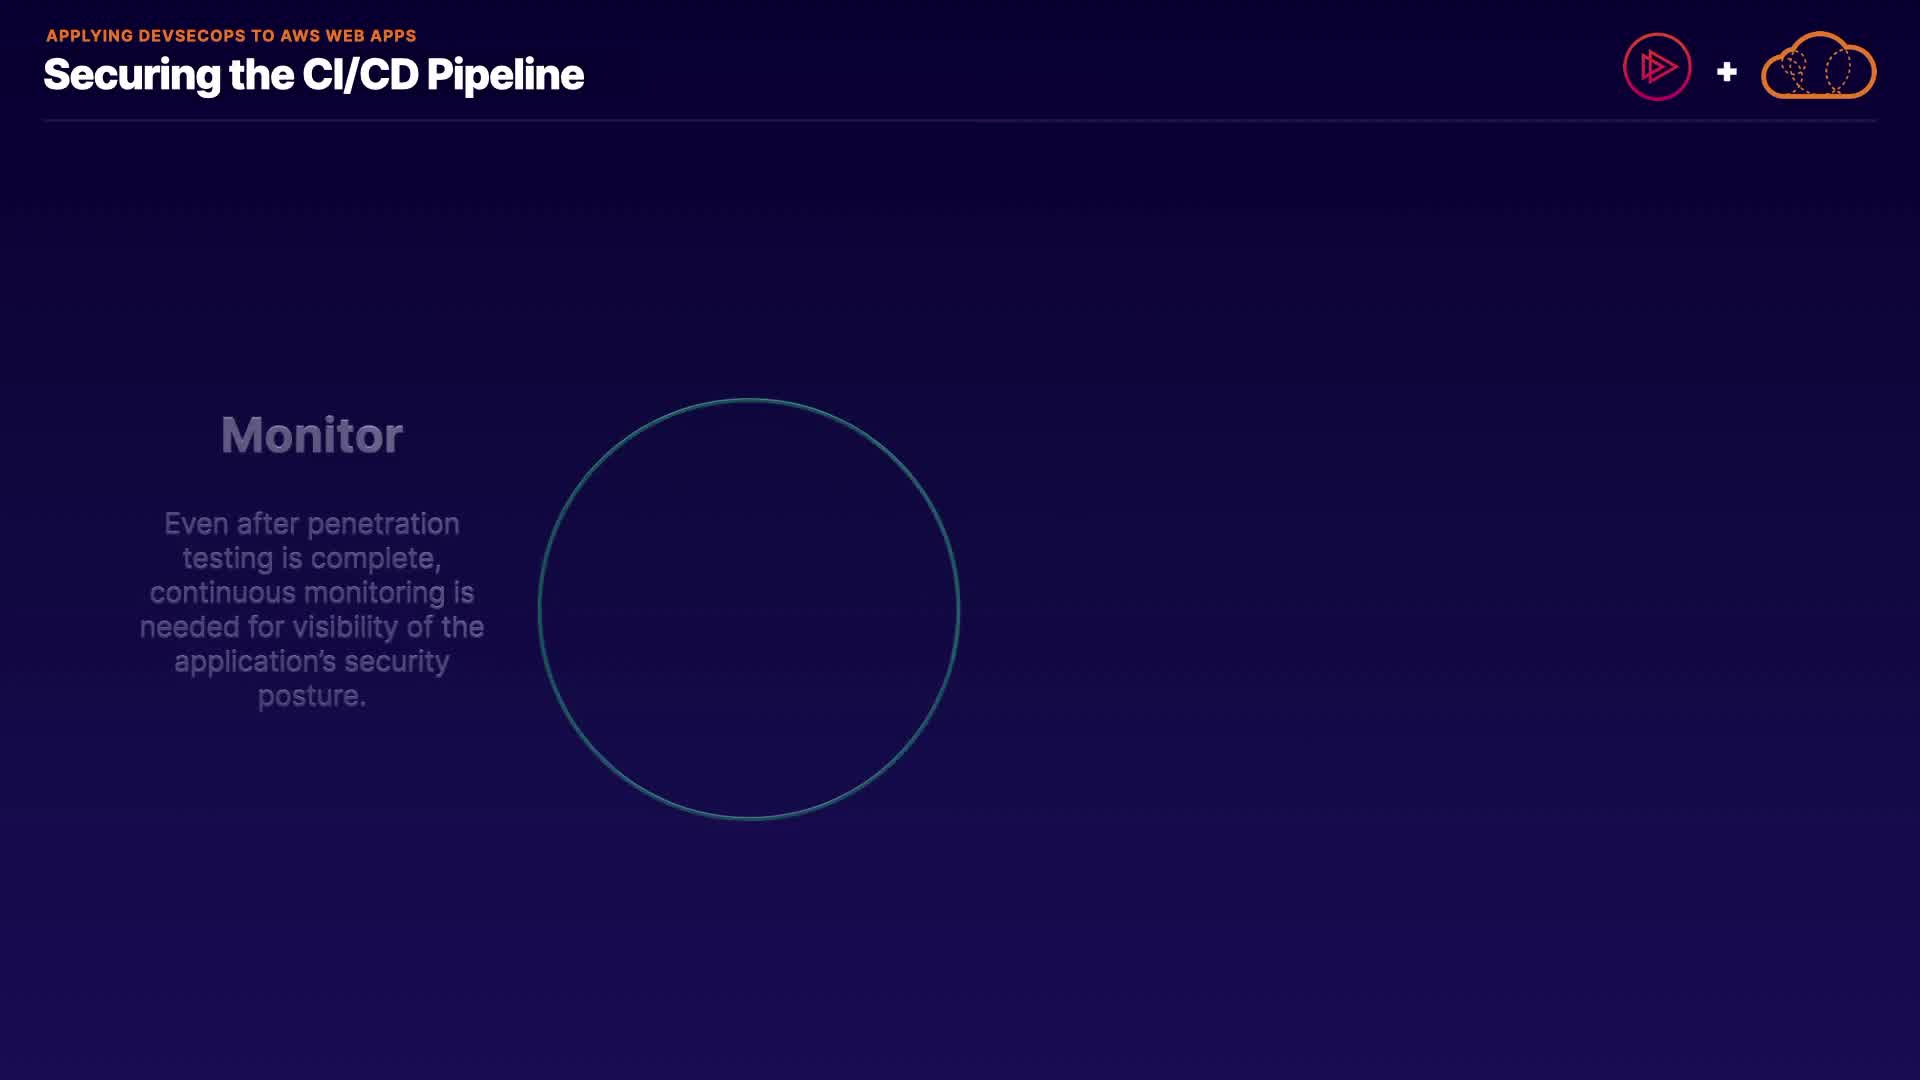 APPLYING DEVSECOPS TO AWS WEB APPS
Securing the CI/CD Pipeline
+
Monitor
Even after penetration
testing is complete,
continuous monitoring is
needed for visibility of the
application’s security
posture.